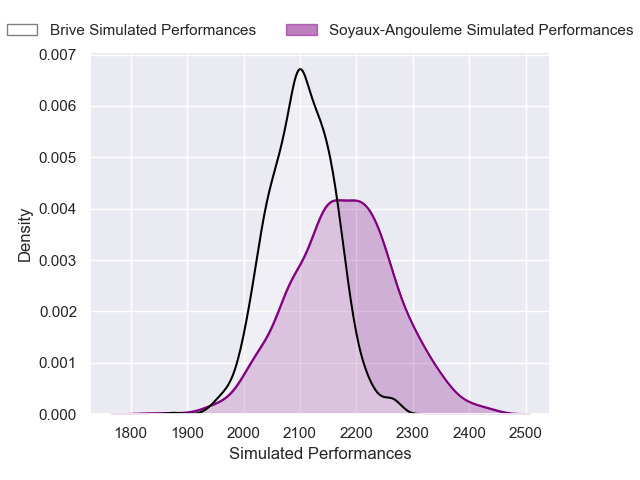 Brive Simulated Performances
Soyaux-Angouleme Simulated Performances
0.007
0.006
0.005
0.004
0.003
0.002
0.001
0.000
Density
1800 1900 2000 2100 2200 2300 2400 2500
Simulated Performances